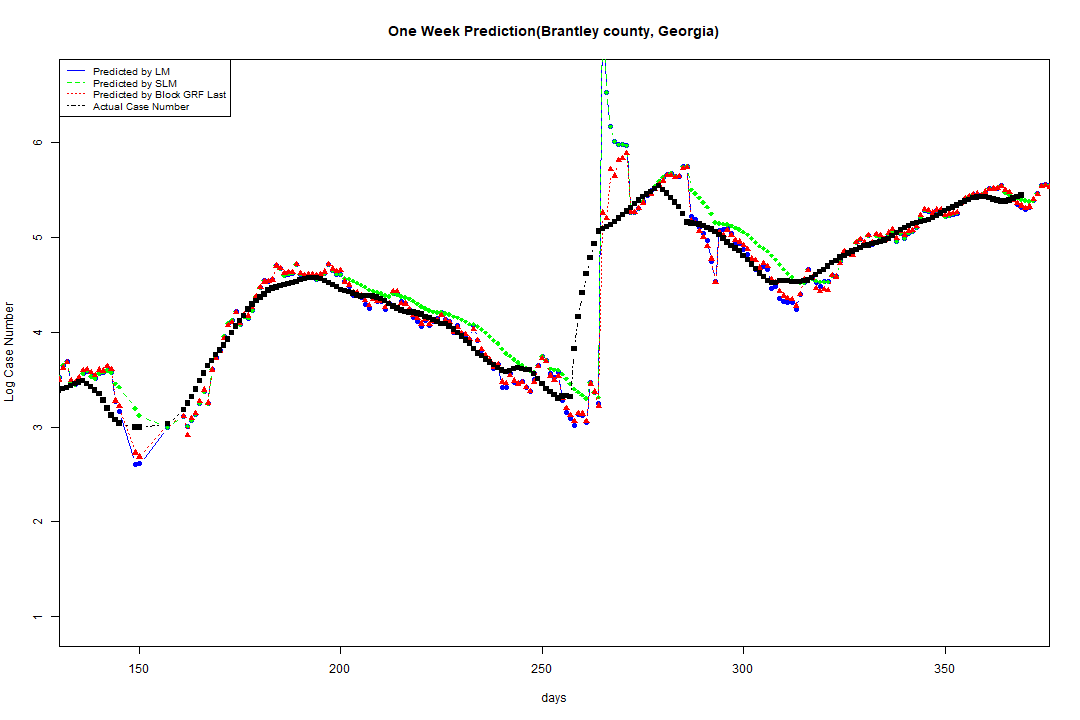 One Week Prediction(Brantley county, Georgia)
Predicted by LM
Predicted by SLM
Predicted by Block GRF Last
Actual Case Number
Log Case Number
6
5
4
3
2
1
150 200 250 300 350
days